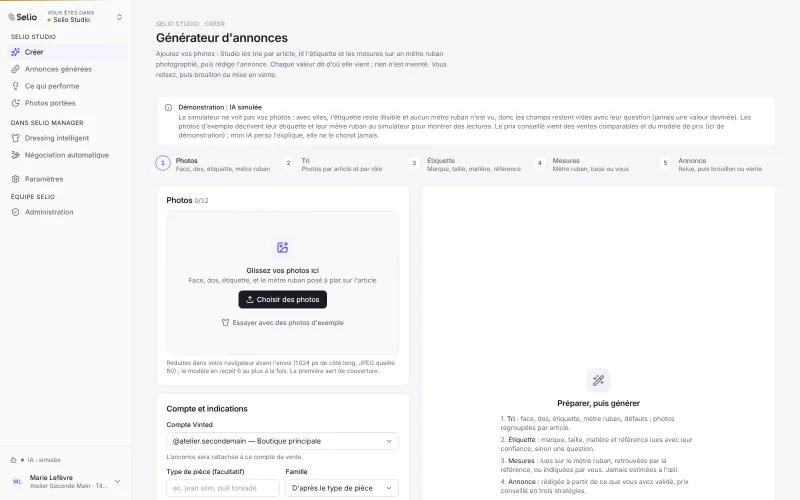 Selio
VOUS ÊTES DANS
Selio Studio
SELIO STUDIO
Créer
Annonces générées
Ce qui performe
Photos portées
DANS SELIO MANAGER
Dressing intelligent
Négociation automatique
Paramètres
ÉQUIPE SELIO
Administration
IA : simulée
ML
Marie Lefèvre
Atelier Seconde Main · Tit…
SELIO STUDIO · CRÉER
Générateur d'annonces
Ajoutez vos photos : Studio les trie par article, lit l'étiquette et les mesures sur un mètre ruban
photographié, puis rédige l'annonce. Chaque valeur dit d'où elle vient ; rien n'est inventé. Vous
relisez, puis brouillon ou mise en vente.
Démonstration : IA simulée
Le simulateur ne voit pas vos photos : avec elles, l'étiquette reste illisible et aucun mètre ruban n'est vu, donc les champs restent vides avec leur question (jamais une valeur devinée). Les
photos d'exemple décrivent leur étiquette et leur mètre ruban au simulateur pour montrer des lectures. Le prix conseillé vient des ventes comparables et du modèle de prix (ici de
démonstration) ; mon IA perso l'explique, elle ne le choisit jamais.
1 Photos
Face, dos, étiquette, mètre ruban
2 Tri
Photos par article et par rôle
3 Étiquette
Marque, taille, matière, référence
4 Mesures
Mètre ruban, base ou vous
5 Annonce
Relue, puis brouillon ou vente
Photos 0/12
Glissez vos photos ici
Face, dos, étiquette, et le mètre ruban posé à plat sur l'article
Choisir des photos
Essayer avec des photos d'exemple
Réduites dans votre navigateur avant l'envoi (1024 px de côté long, JPEG qualité
80) ; le modèle en reçoit 6 au plus à la fois. La première sert de couverture.
Compte et indications
Compte Vinted
@atelier.secondemain — Boutique principale
L'annonce sera rattachée à ce compte de vente.
Type de pièce (facultatif)
Famille
ex. jean slim, pull torsadé
D'après le type de pièce
Préparer, puis générer
1. Tri : face, dos, étiquette, mètre ruban, défauts ; photos
regroupées par article.
2. Étiquette : marque, taille, matière et référence lues avec leur
confiance, sinon une question.
3. Mesures : lues sur le mètre ruban, retrouvées par la
référence, ou indiquées par vous. Jamais estimées à l'œil.
4. Annonce : rédigée à partir de ce que vous avez validé, prix
conseillé en trois stratégies.